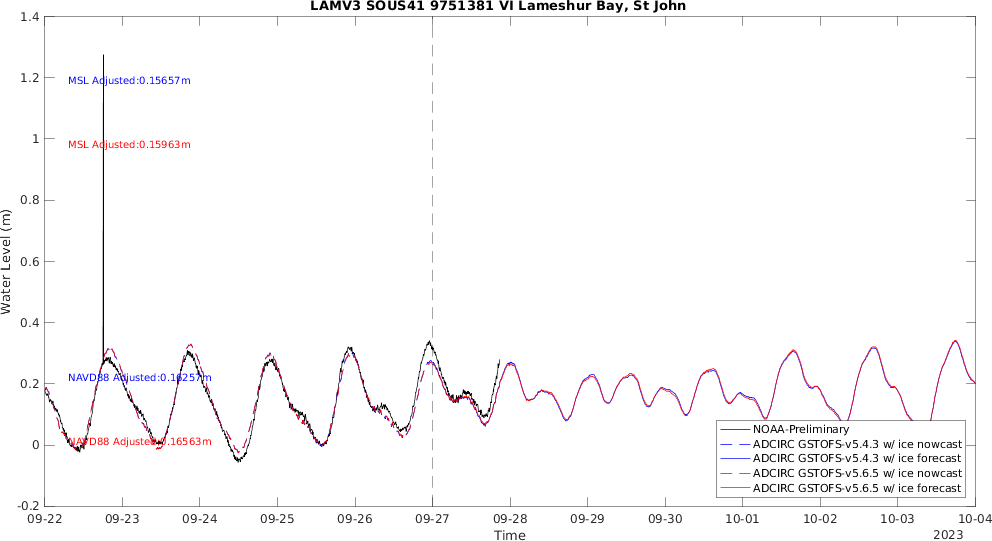 LAMV3 SOUS41 9751381 VI Lameshur Bay, St John
1.4
1.2
1
0.8
0.6
0.4
0.2
0
-0.2
Water Level (m)
MSL Adjusted:0.15657m
MSL Adjusted:0.15963m
NAVD88 Adjusted:0.16257m
NAVD88 Adjusted:0.16563m
NOAA-Preliminary
ADCIRC GSTOFS-v5.4.3 w/ ice nowcast
ADCIRC GSTOFS-v5.4.3 w/ ice forecast
ADCIRC GSTOFS-v5.6.5 w/ ice nowcast
ADCIRC GSTOFS-v5.6.5 w/ ice forecast
09-22 09-23 09-24 09-25 09-26 09-27 09-28 09-29 09-30 10-01 10-02 10-03 10-04
Time
2023